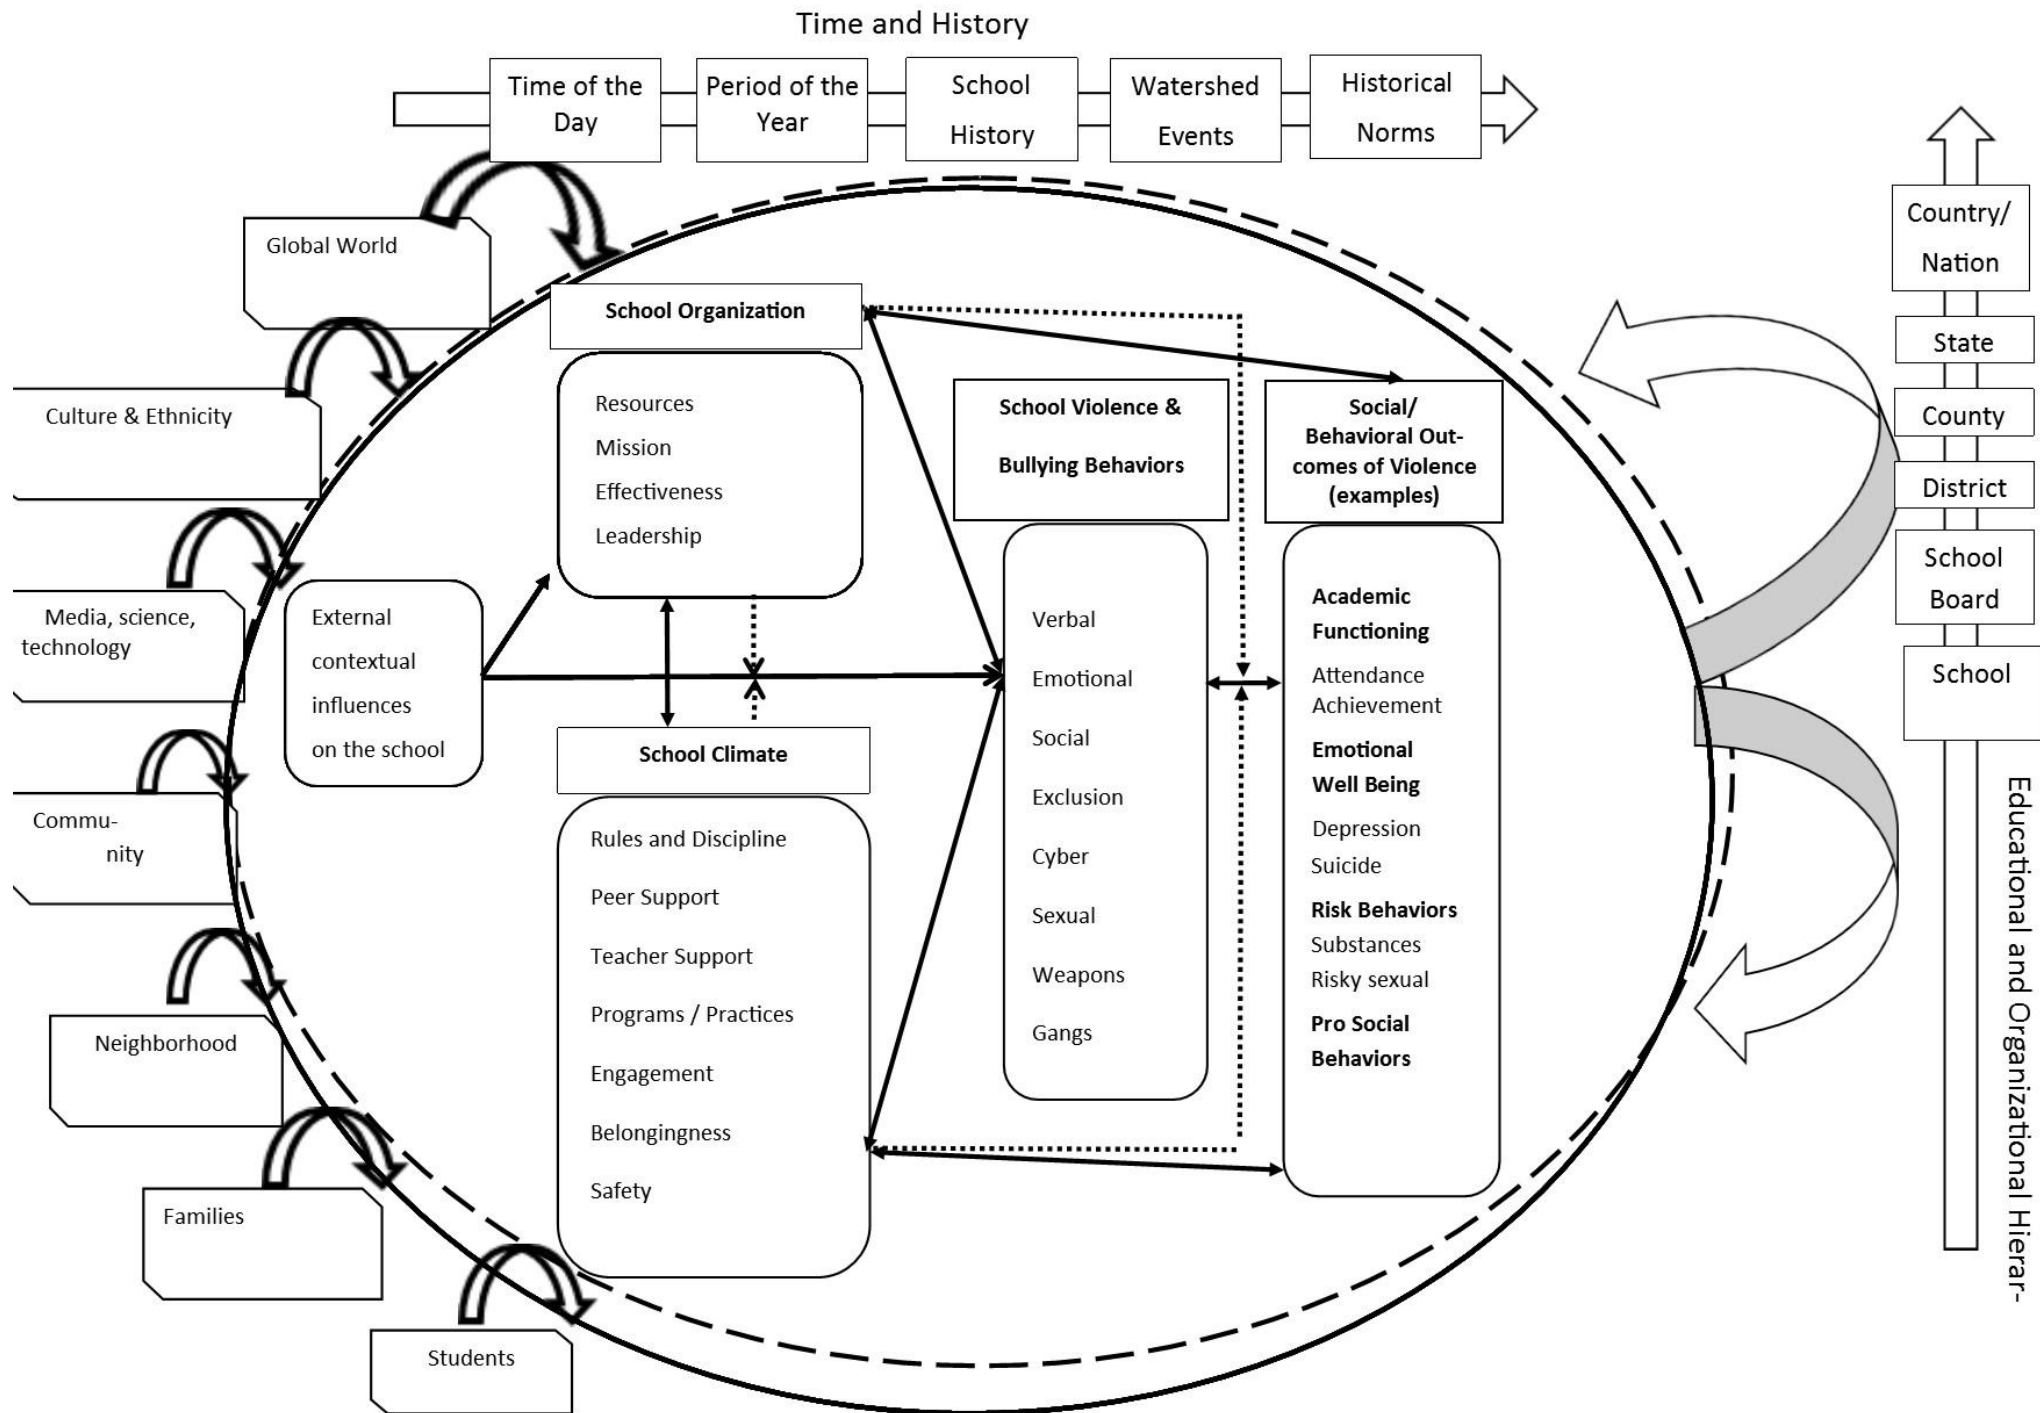 Time and History
Time of the
Day
Period of the
Year
School
History
Watershed
Events
Historical
Norms
Global World
Culture & Ethnicity
Media, science,
technology
Commu-
nity
Neighborhood
Families
Students
External
contextual
influences
on the school
School Organization
Resources
Mission
Effectiveness
Leadership
School Climate
Rules and Discipline
Peer Support
Teacher Support
Programs / Practices
Engagement
Belongingness
Safety
School Violence &
Bullying Behaviors
Verbal
Emotional
Social
Exclusion
Cyber
Sexual
Weapons
Gangs
Social/
Behavioral Out-
comes of Violence
(examples)
Academic
Functioning
Attendance
Achievement
Emotional
Well Being
Depression
Suicide
Risk Behaviors
Substances
Risky sexual
Pro Social
Behaviors
Country/
Nation
State
County
District
School
Board
School
Educational and Organizational Hierar-